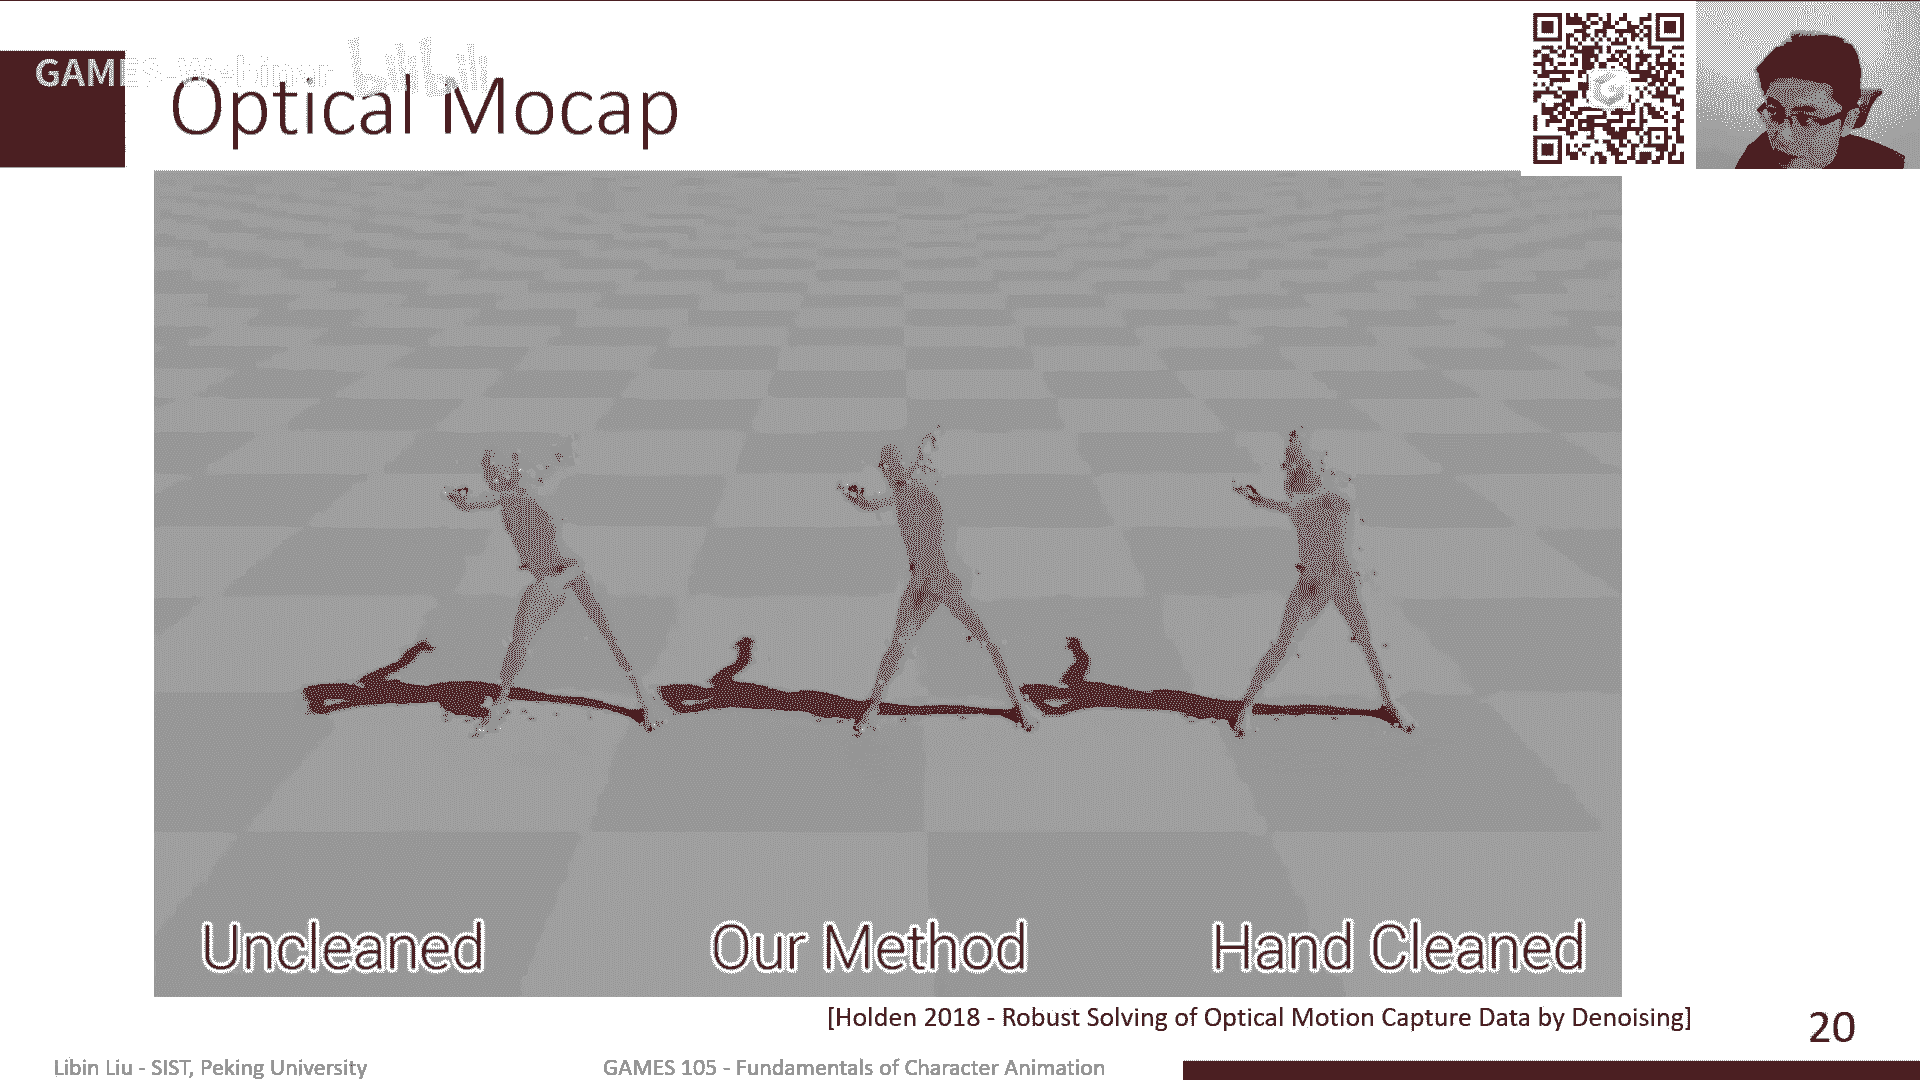 GAMES-Webinar bilibili
Optical Mocap
Uncleaned
Our Method
Hand Cleaned
[Holden 2018 - Robust Solving of Optical Motion Capture Data by Denoising]
20
Libin Liu - SIST, Peking University
GAMES 105 - Fundamentals of Character Animation